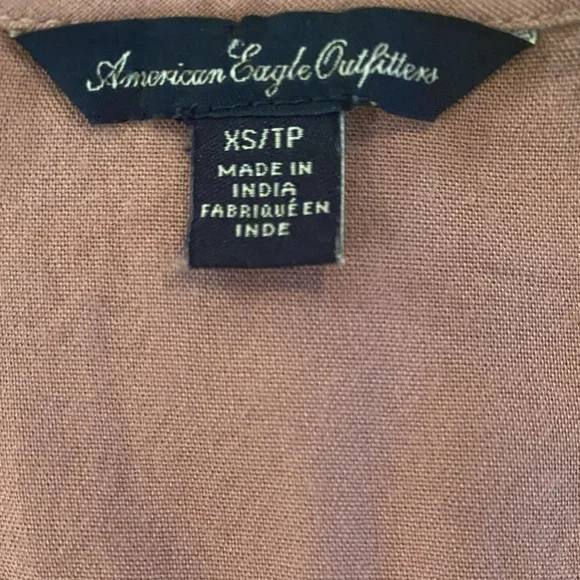 American Eagle Outfitters
XS/TP
MADE IN
INDIA
FABRIQUÉ EN
INDE